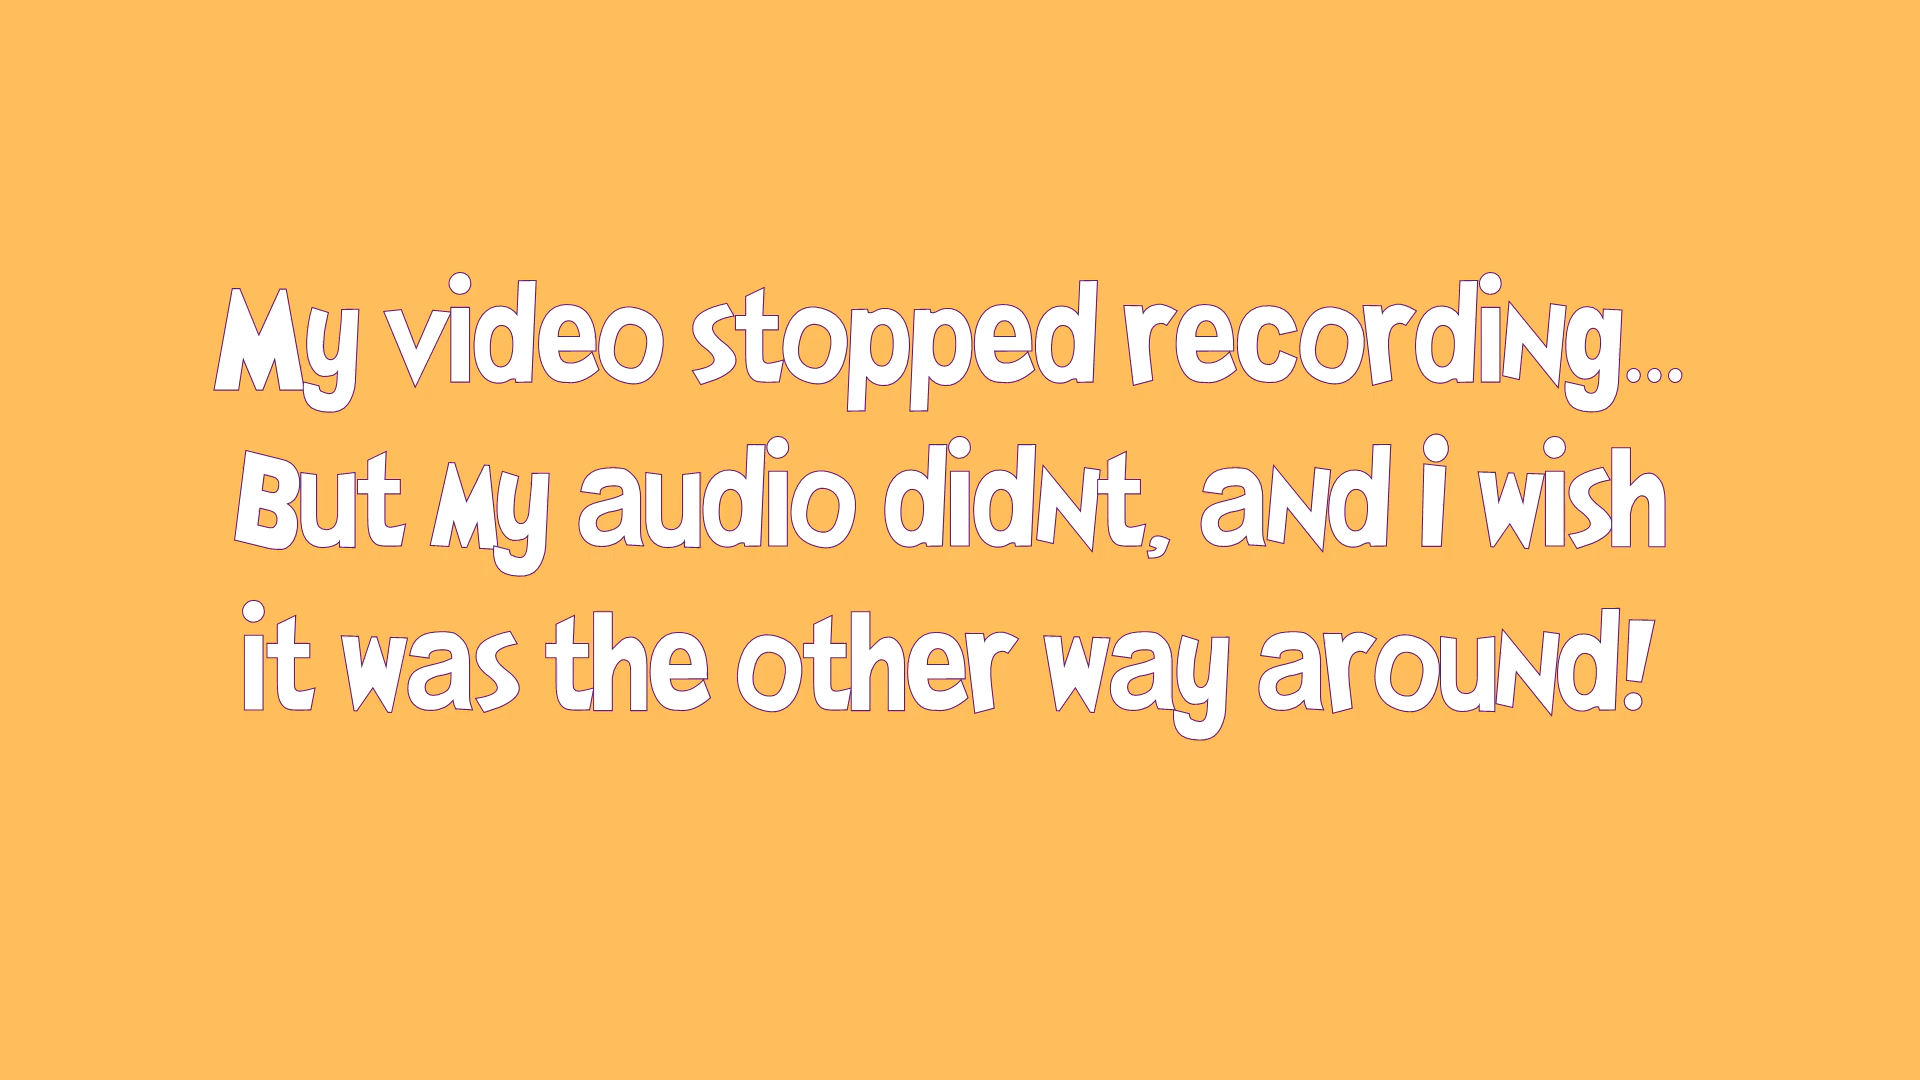 My video stopped recording...
But my audio didnt, and i wish
it was the other way around!